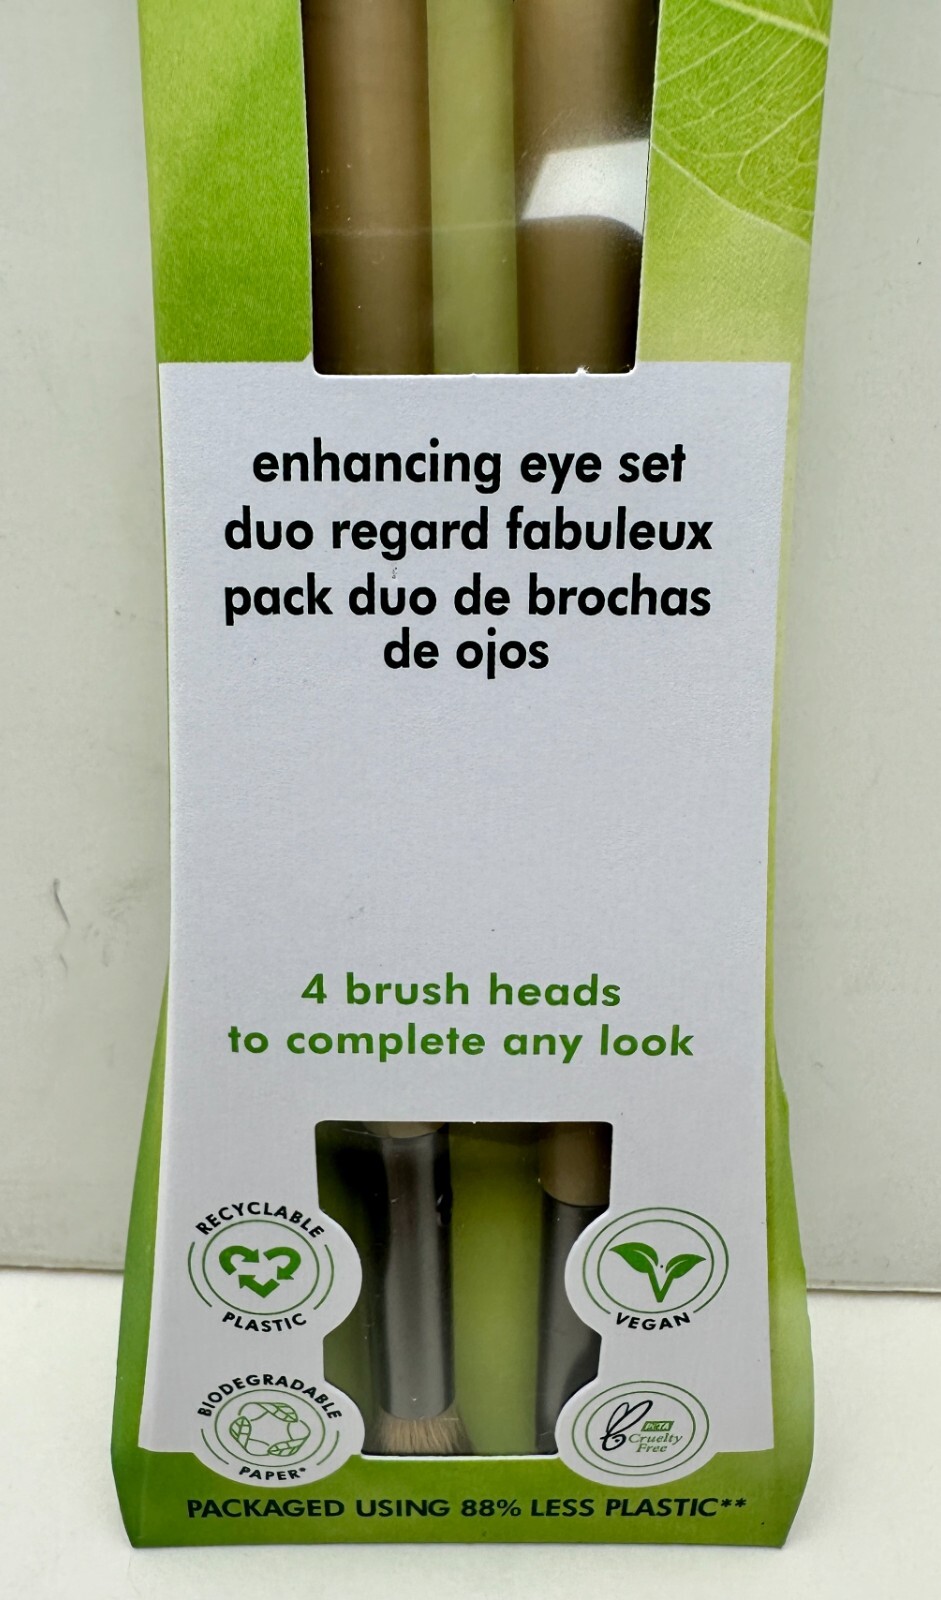 enhancing eye set
duo regard fabuleux
pack duo de brochas
de ojos
4 brush heads
to complete any look
RECYCLABLE
PLASTIC
VEGAN
BIODEGRADABLE
PAPER*
PETA
Cruelty
Free
PACKAGED USING 88% LESS PLASTIC**